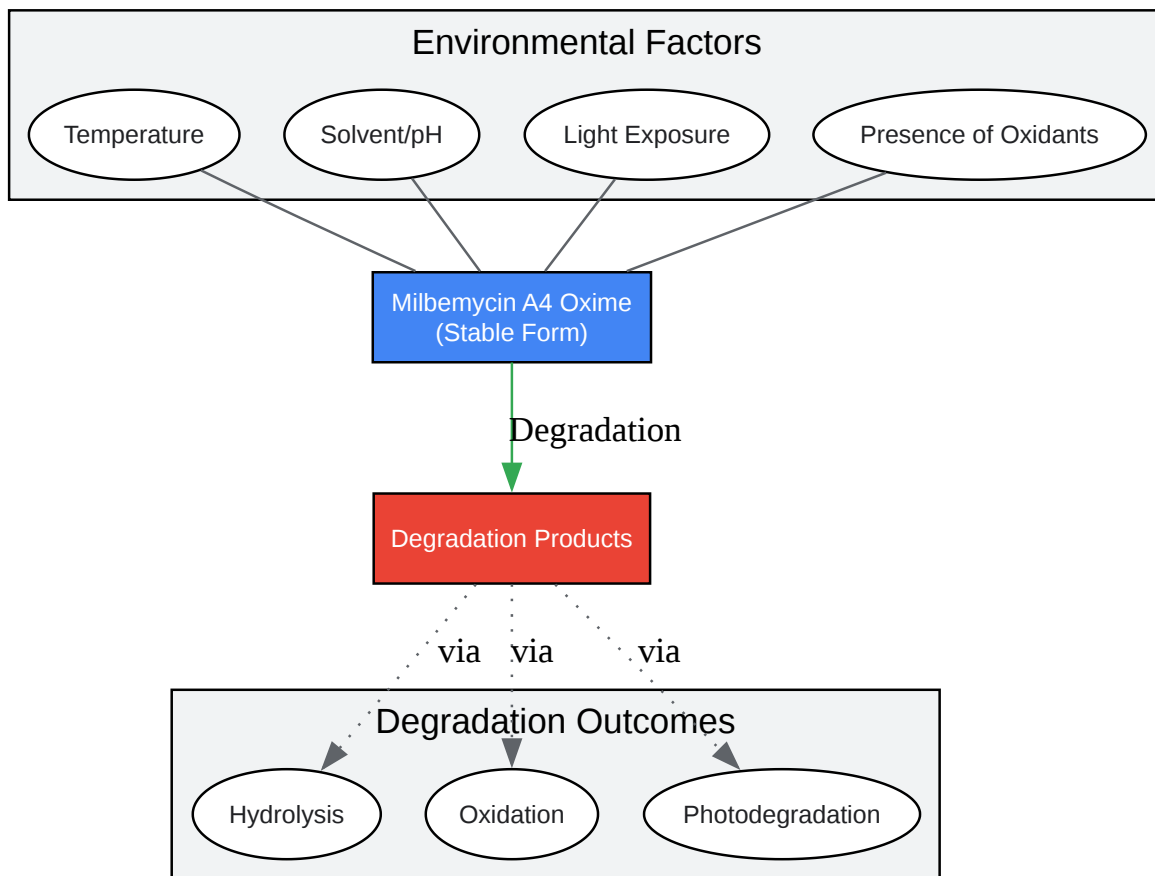 Environmental Factors
Temperature
Solvent/pH
Light Exposure
Presence of Oxidants
Milbemycin A4 Oxime
(Stable Form)
Degradation
Degradation Products
via
via
via
Degradation Outcomes
Hydrolysis
Oxidation
Photodegradation